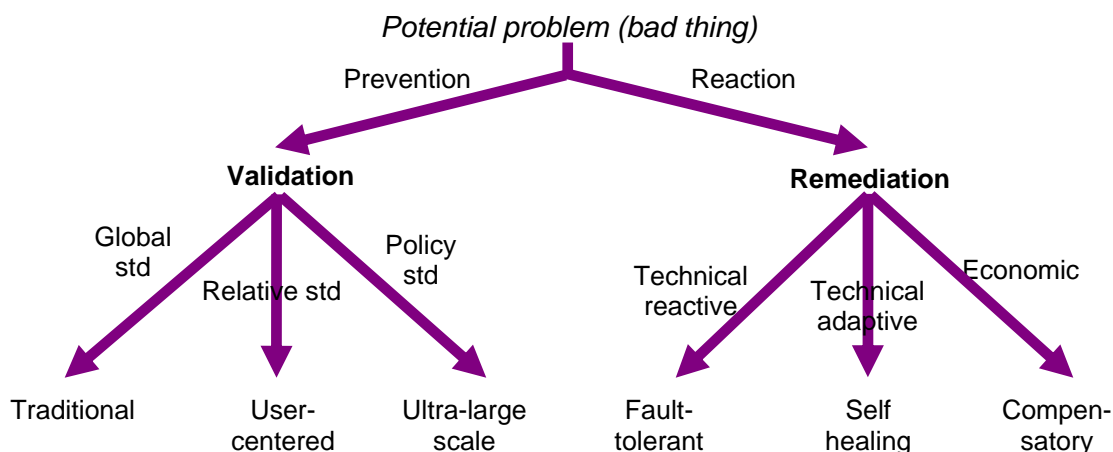 Potential problem (bad thing)
Prevention
Reaction
Validation
Remediation
Global
std
Relative std
Policy
std
Technical
reactive
Technical
adaptive
Economic
Traditional
User-
centered
Ultra-large
scale
Fault-
tolerant
Self
healing
Compen-
satory